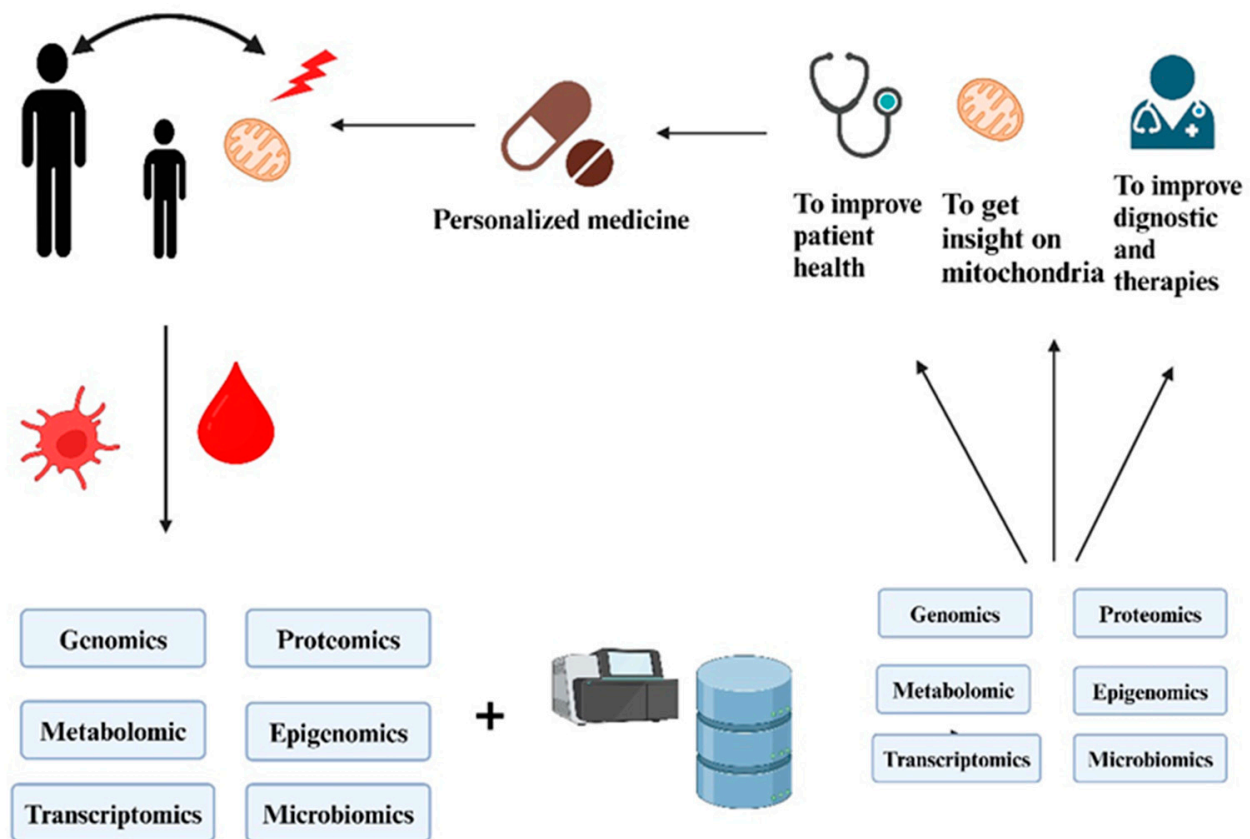 Personalized medicine
To improve
patient
health
To get
insight on
mitochondria
To improve
dignostic
and
therapies
Genomics
Proteomics
Metabolomic
Epigenomics
Transcriptomics
Microbiomics
+
Genomics
Proteomics
Metabolomic
Epigenomics
Transcriptomics
Microbiomics